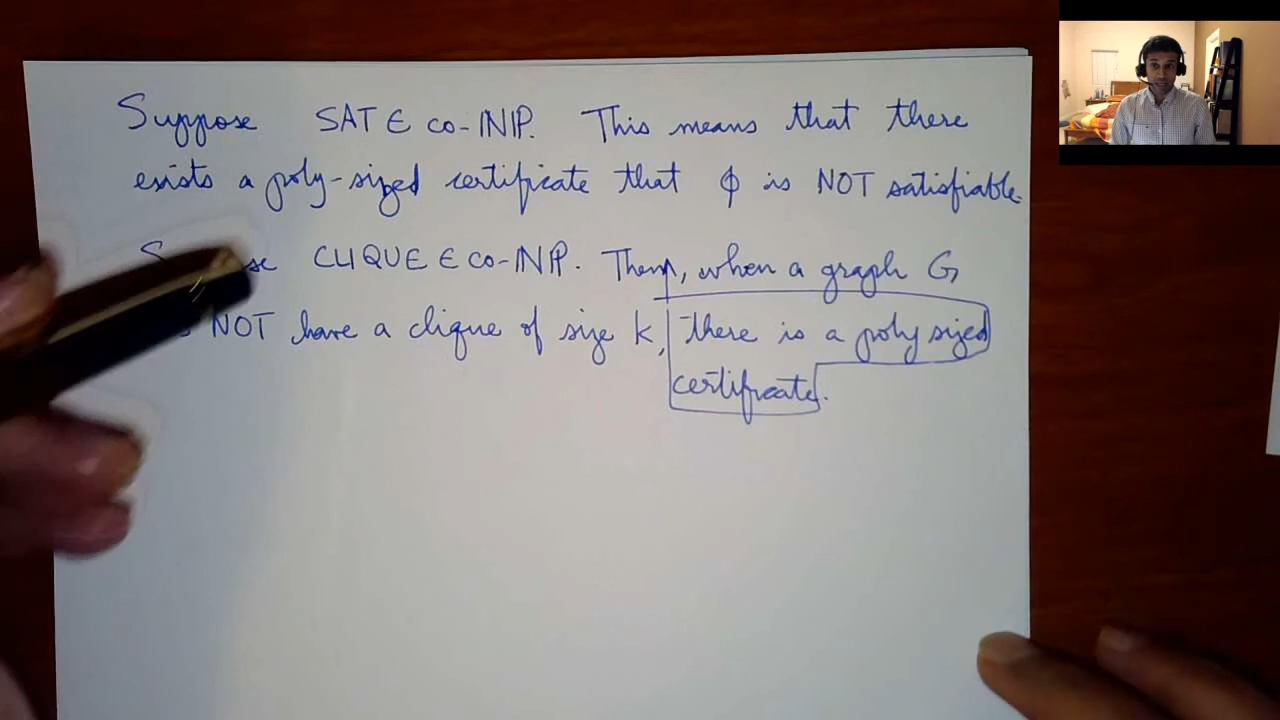 Suppose SAT ∈ co-NP. This means that there
exists a poly-sized certificate that ϕ is NOT satisfiable.
CLIQUE ∈ co-NP. Then, when a graph G
NOT have a clique of size k, there is a poly sized
certificate.